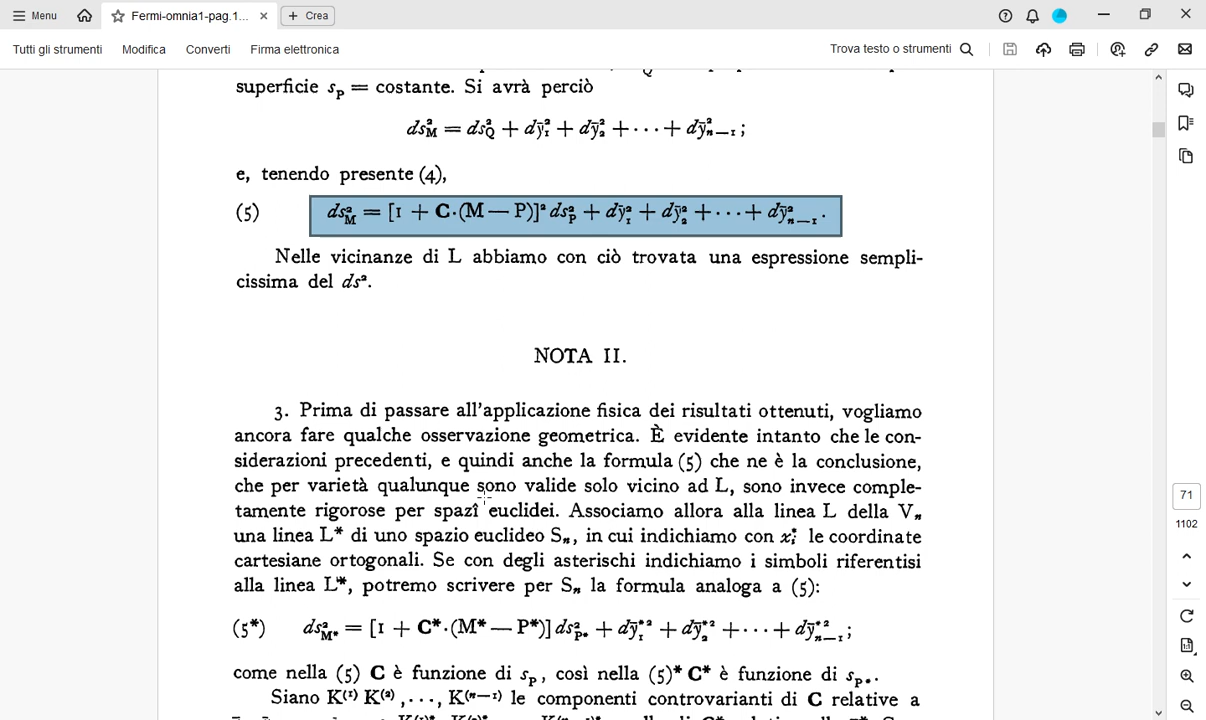 Menu
Fermi-omnia1-pag.1...
Crea
Tutti gli strumenti Modifica Converti Firma elettronica Trova testo o strumenti
superficie s_P = costante. Si avrà perciò
ds²_M = ds²_Q + dȳ²_1 + dȳ²_2 + · · · + dȳ²_{n—1} ;
e, tenendo presente (4),
(5) ds²_M = [1 + C·(M — P)]² ds²_P + dȳ²_1 + dȳ²_2 + · · · + dȳ²_{n—1} .
Nelle vicinanze di L abbiamo con ciò trovata una espressione sempli-
cissima del ds².
NOTA II.
3. Prima di passare all'applicazione fisica dei risultati ottenuti, vogliamo
ancora fare qualche osservazione geometrica. È evidente intanto che le con-
siderazioni precedenti, e quindi anche la formula (5) che ne è la conclusione,
che per varietà qualunque sono valide solo vicino ad L, sono invece comple-
tamente rigorose per spazî euclidei. Associamo allora alla linea L della V_n
una linea L* di uno spazio euclideo S_n, in cui indichiamo con x*_i le coordinate
cartesiane ortogonali. Se con degli asterischi indichiamo i simboli riferentisi
alla linea L*, potremo scrivere per S_n la formula analoga a (5):
(5*) ds²_{M*} = [1 + C*·(M* — P*)] ds²_{P*} + dȳ*²_1 + dȳ*²_2 + · · · + dȳ*²_{n—1} ;
come nella (5) C è funzione di s_P, così nella (5)* C* è funzione di s_{P*}.
Siano K⁽¹⁾ K⁽²⁾ , . . . , K⁽ⁿ—¹⁾ le componenti controvarianti di C relative a
71
1102